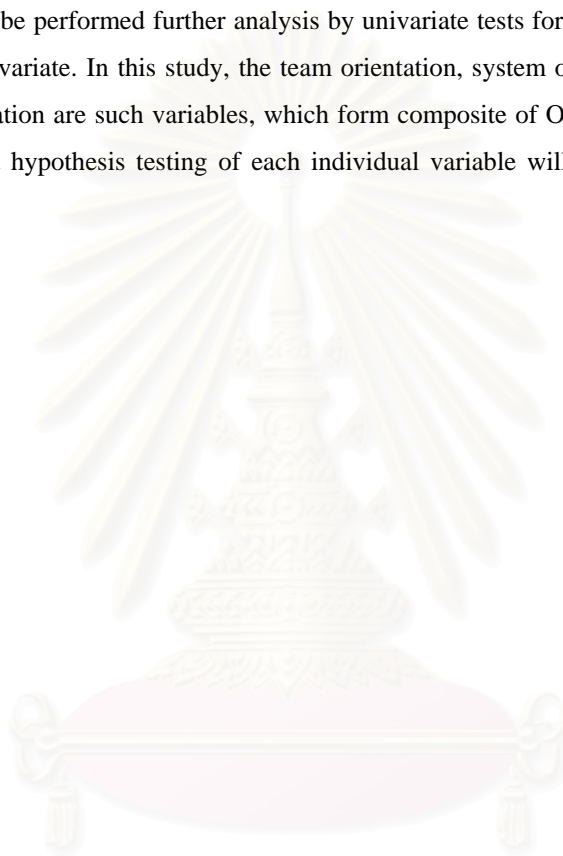 be performed further analysis by univariate tests for
variate. In this study, the team orientation, system
ation are such variables, which form composite of
hypothesis testing of each individual variable will